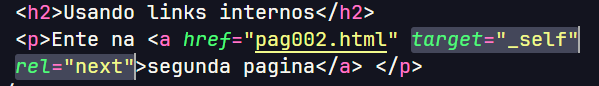 <h2>Usando links internos</h2>
<p>Ente na <a href="pag002.html" target="_self"
rel="next">segunda pagina</a> </p>